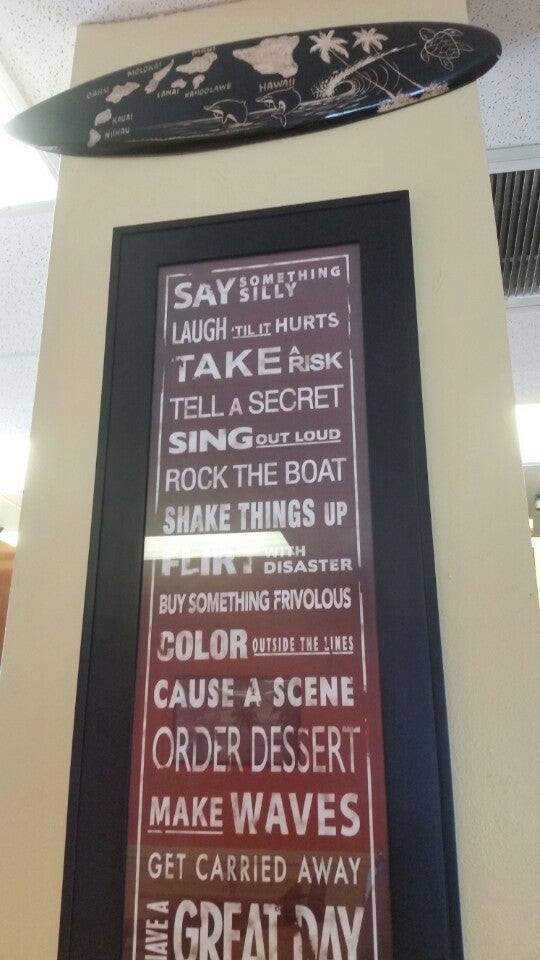 MAUI
MOLOKAI
OAHU
LANAI
KAHOOLAWE
HAWAII
KAUAI
NIIHAU
SAY SOMETHING SILLY
LAUGH 'TIL IT HURTS
TAKE A RISK
TELL A SECRET
SING OUT LOUD
ROCK THE BOAT
SHAKE THINGS UP
FLIRT WITH DISASTER
BUY SOMETHING FRIVOLOUS
COLOR OUTSIDE THE LINES
CAUSE A SCENE
ORDER DESSERT
MAKE WAVES
GET CARRIED AWAY
HAVE A GREAT DAY